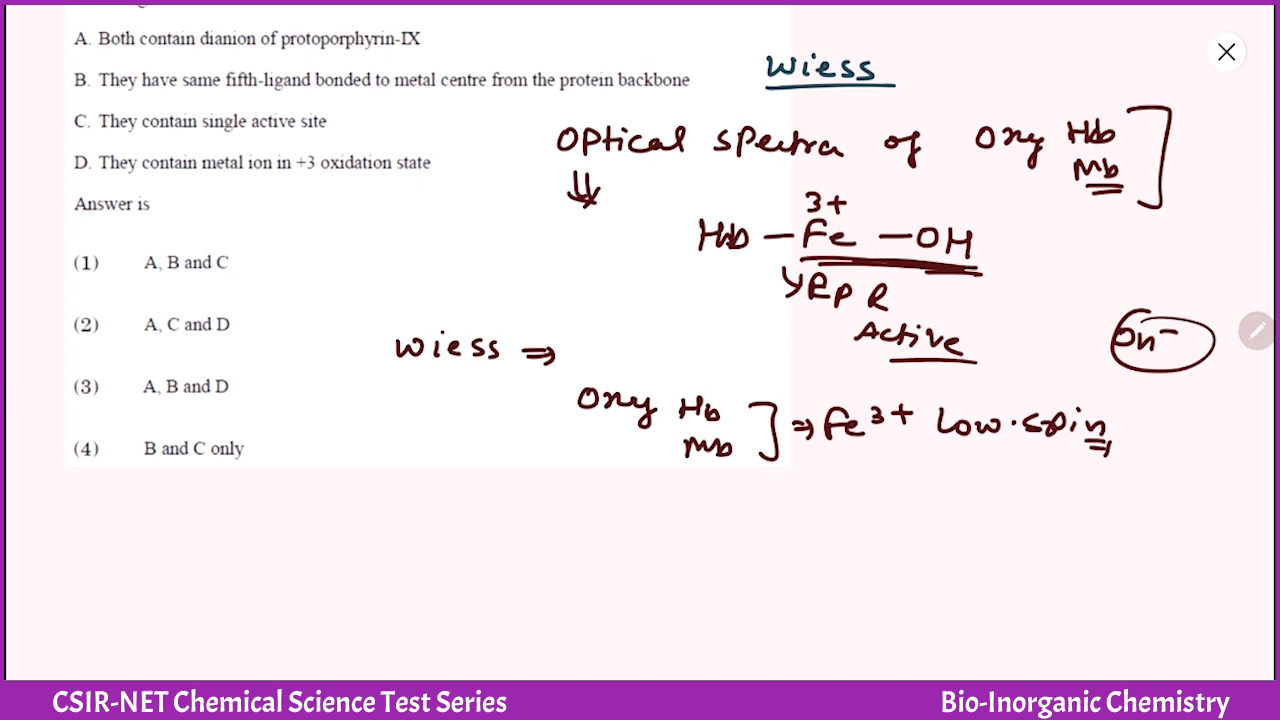 A. Both contain dianion of protoporphyrin-IX
B. They have same fifth-ligand bonded to metal centre from the protein backbone
C. They contain single active site
D. They contain metal ion in +3 oxidation state
Answer is
(1) A, B and C
(2) A, C and D
(3) A, B and D
(4) B and C only
Wiess
Optical spectra of Oxy Hb
Mb
3+
Hb – Fe – OH
EPR
Active
Wiess ⇒
Oxy Hb
Mb ] ⇒ Fe3+ Low.spin
CSIR-NET Chemical Science Test Series
Bio-Inorganic Chemistry